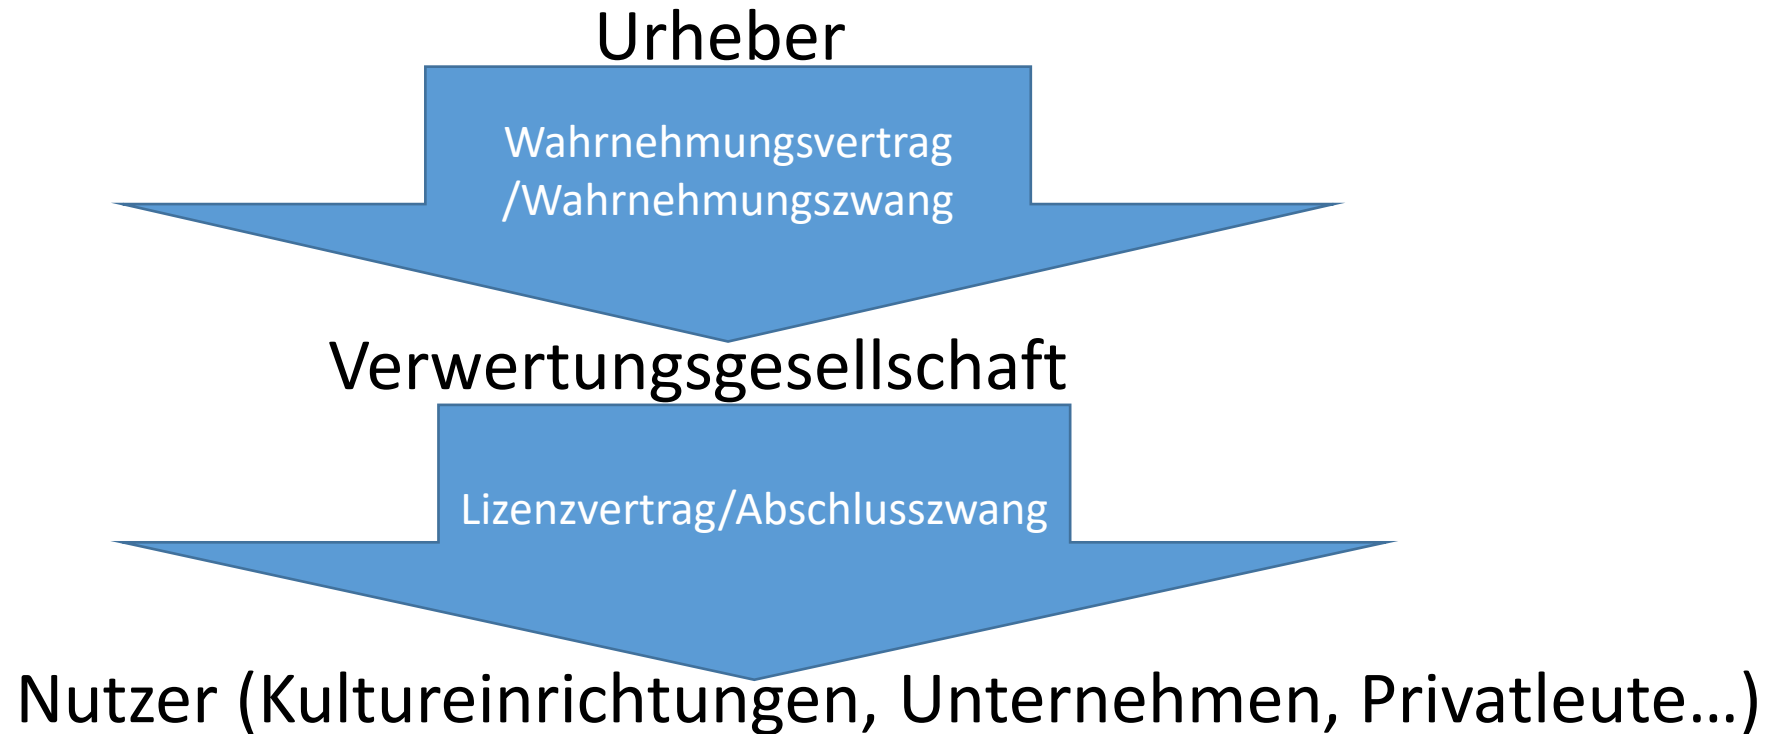 Urheber
Wahrnehmungsvertrag
/Wahrnehmungszwang
Verwertungsgesellschaft
Lizenzvertrag/Abschlusszwang
Nutzer (Kultureinrichtungen, Unternehmen, Privatleute…)